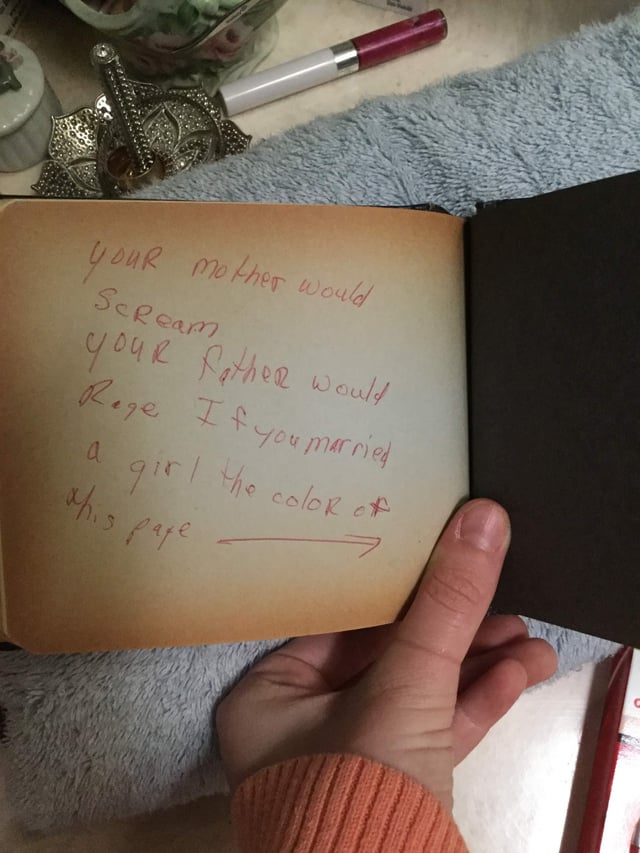 YOUR mother would
ScReam
YOUR fatheR would
Rage If you married
a girl the coloR of
this page